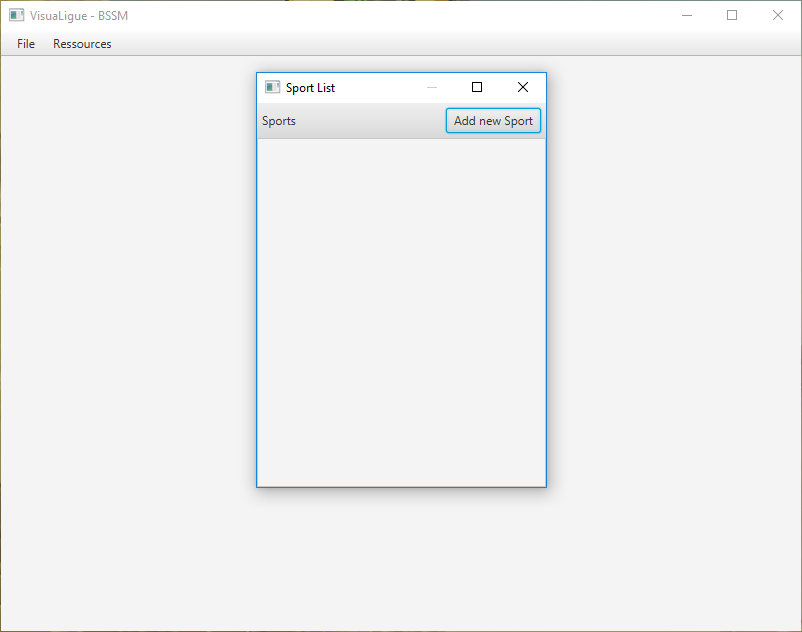 VisuaLigue - BSSM
File Ressources
Sport List
Sports Add new Sport